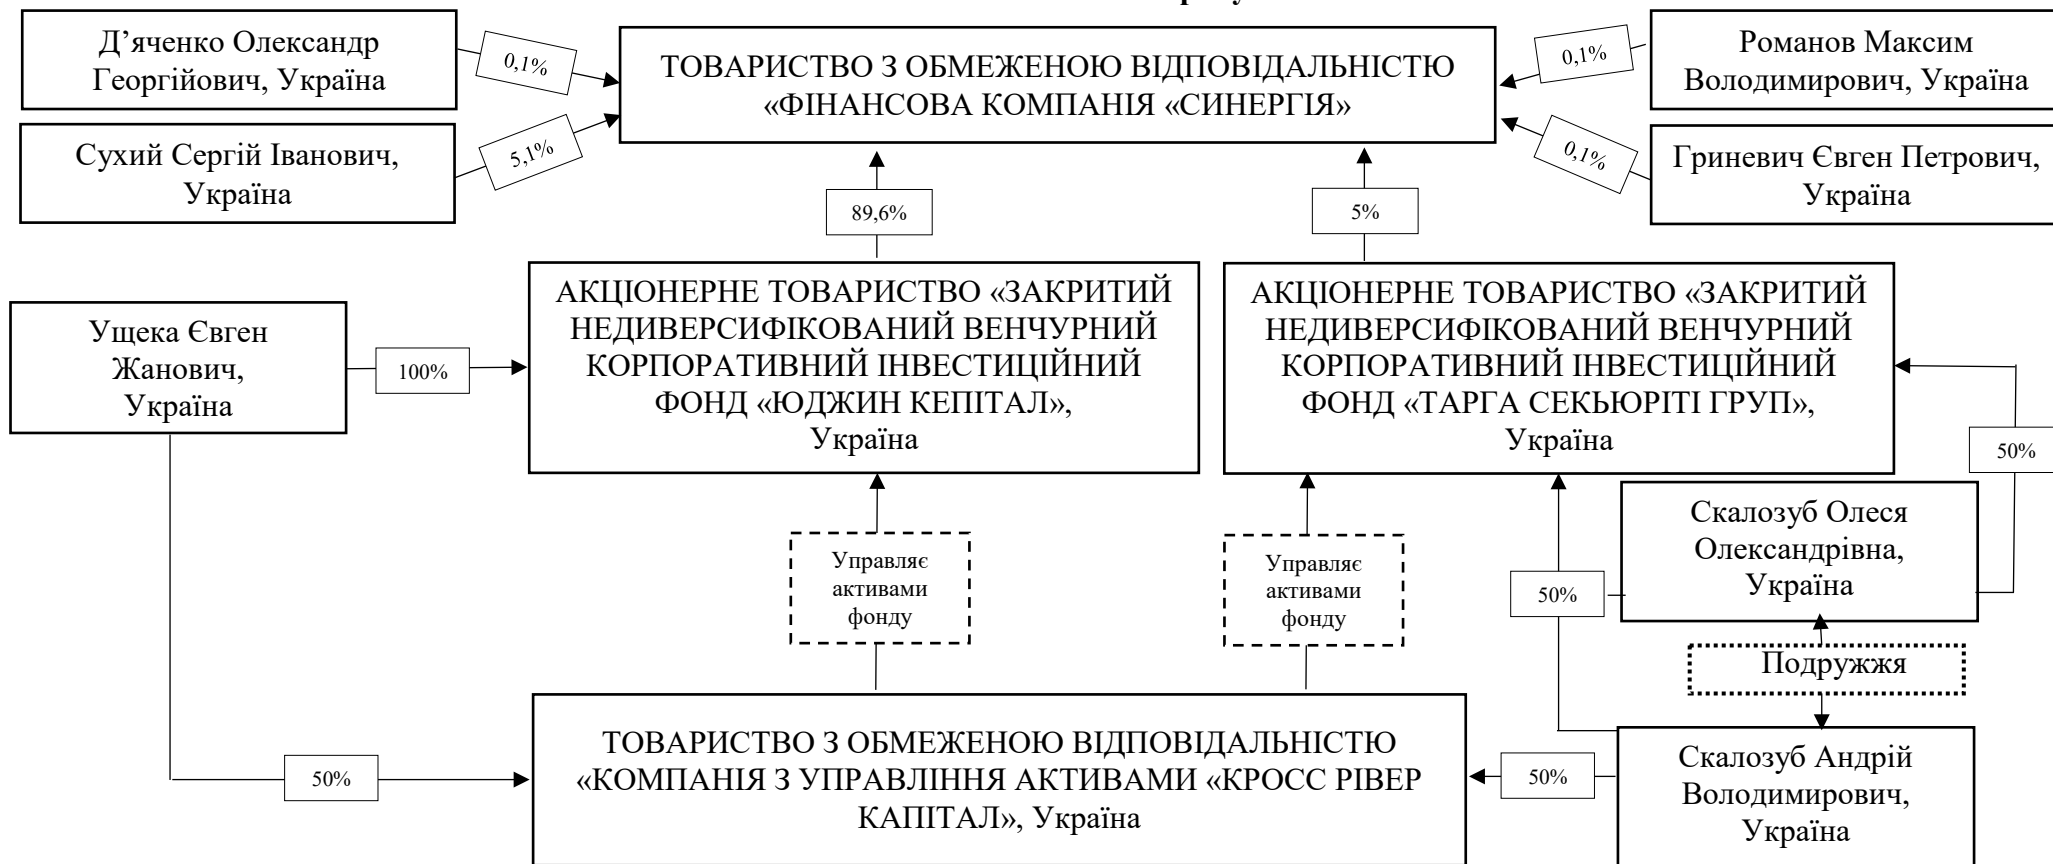 Д’яченко Олександр
Георгійович, Україна
0,1%
ТОВАРИСТВО З ОБМЕЖЕНОЮ ВІДПОВІДАЛЬНІСТЮ
«ФІНАНСОВА КОМПАНІЯ «СИНЕРГІЯ»
0,1%
Романов Максим
Володимирович, Україна
Сухий Сергій Іванович,
Україна
5,1%
0,1%
Гриневич Євген Петрович,
Україна
89,6%
5%
Ущека Євген
Жанович,
Україна
100%
АКЦІОНЕРНЕ ТОВАРИСТВО «ЗАКРИТИЙ
НЕДИВЕРСИФІКОВАНИЙ ВЕНЧУРНИЙ
КОРПОРАТИВНИЙ ІНВЕСТИЦІЙНИЙ
ФОНД «ЮДЖИН КЕПІТАЛ»,
Україна
АКЦІОНЕРНЕ ТОВАРИСТВО «ЗАКРИТИЙ
НЕДИВЕРСИФІКОВАНИЙ ВЕНЧУРНИЙ
КОРПОРАТИВНИЙ ІНВЕСТИЦІЙНИЙ
ФОНД «ТАРГА СЕКЬЮРІТІ ГРУП»,
Україна
50%
Управляє
активами
фонду
Управляє
активами
фонду
50%
Скалозуб Олеся
Олександрівна,
Україна
Подружжя
50%
ТОВАРИСТВО З ОБМЕЖЕНОЮ ВІДПОВІДАЛЬНІСТЮ
«КОМПАНІЯ З УПРАВЛІННЯ АКТИВАМИ «КРОСС РІВЕР
КАПІТАЛ», Україна
50%
Скалозуб Андрій
Володимирович,
Україна